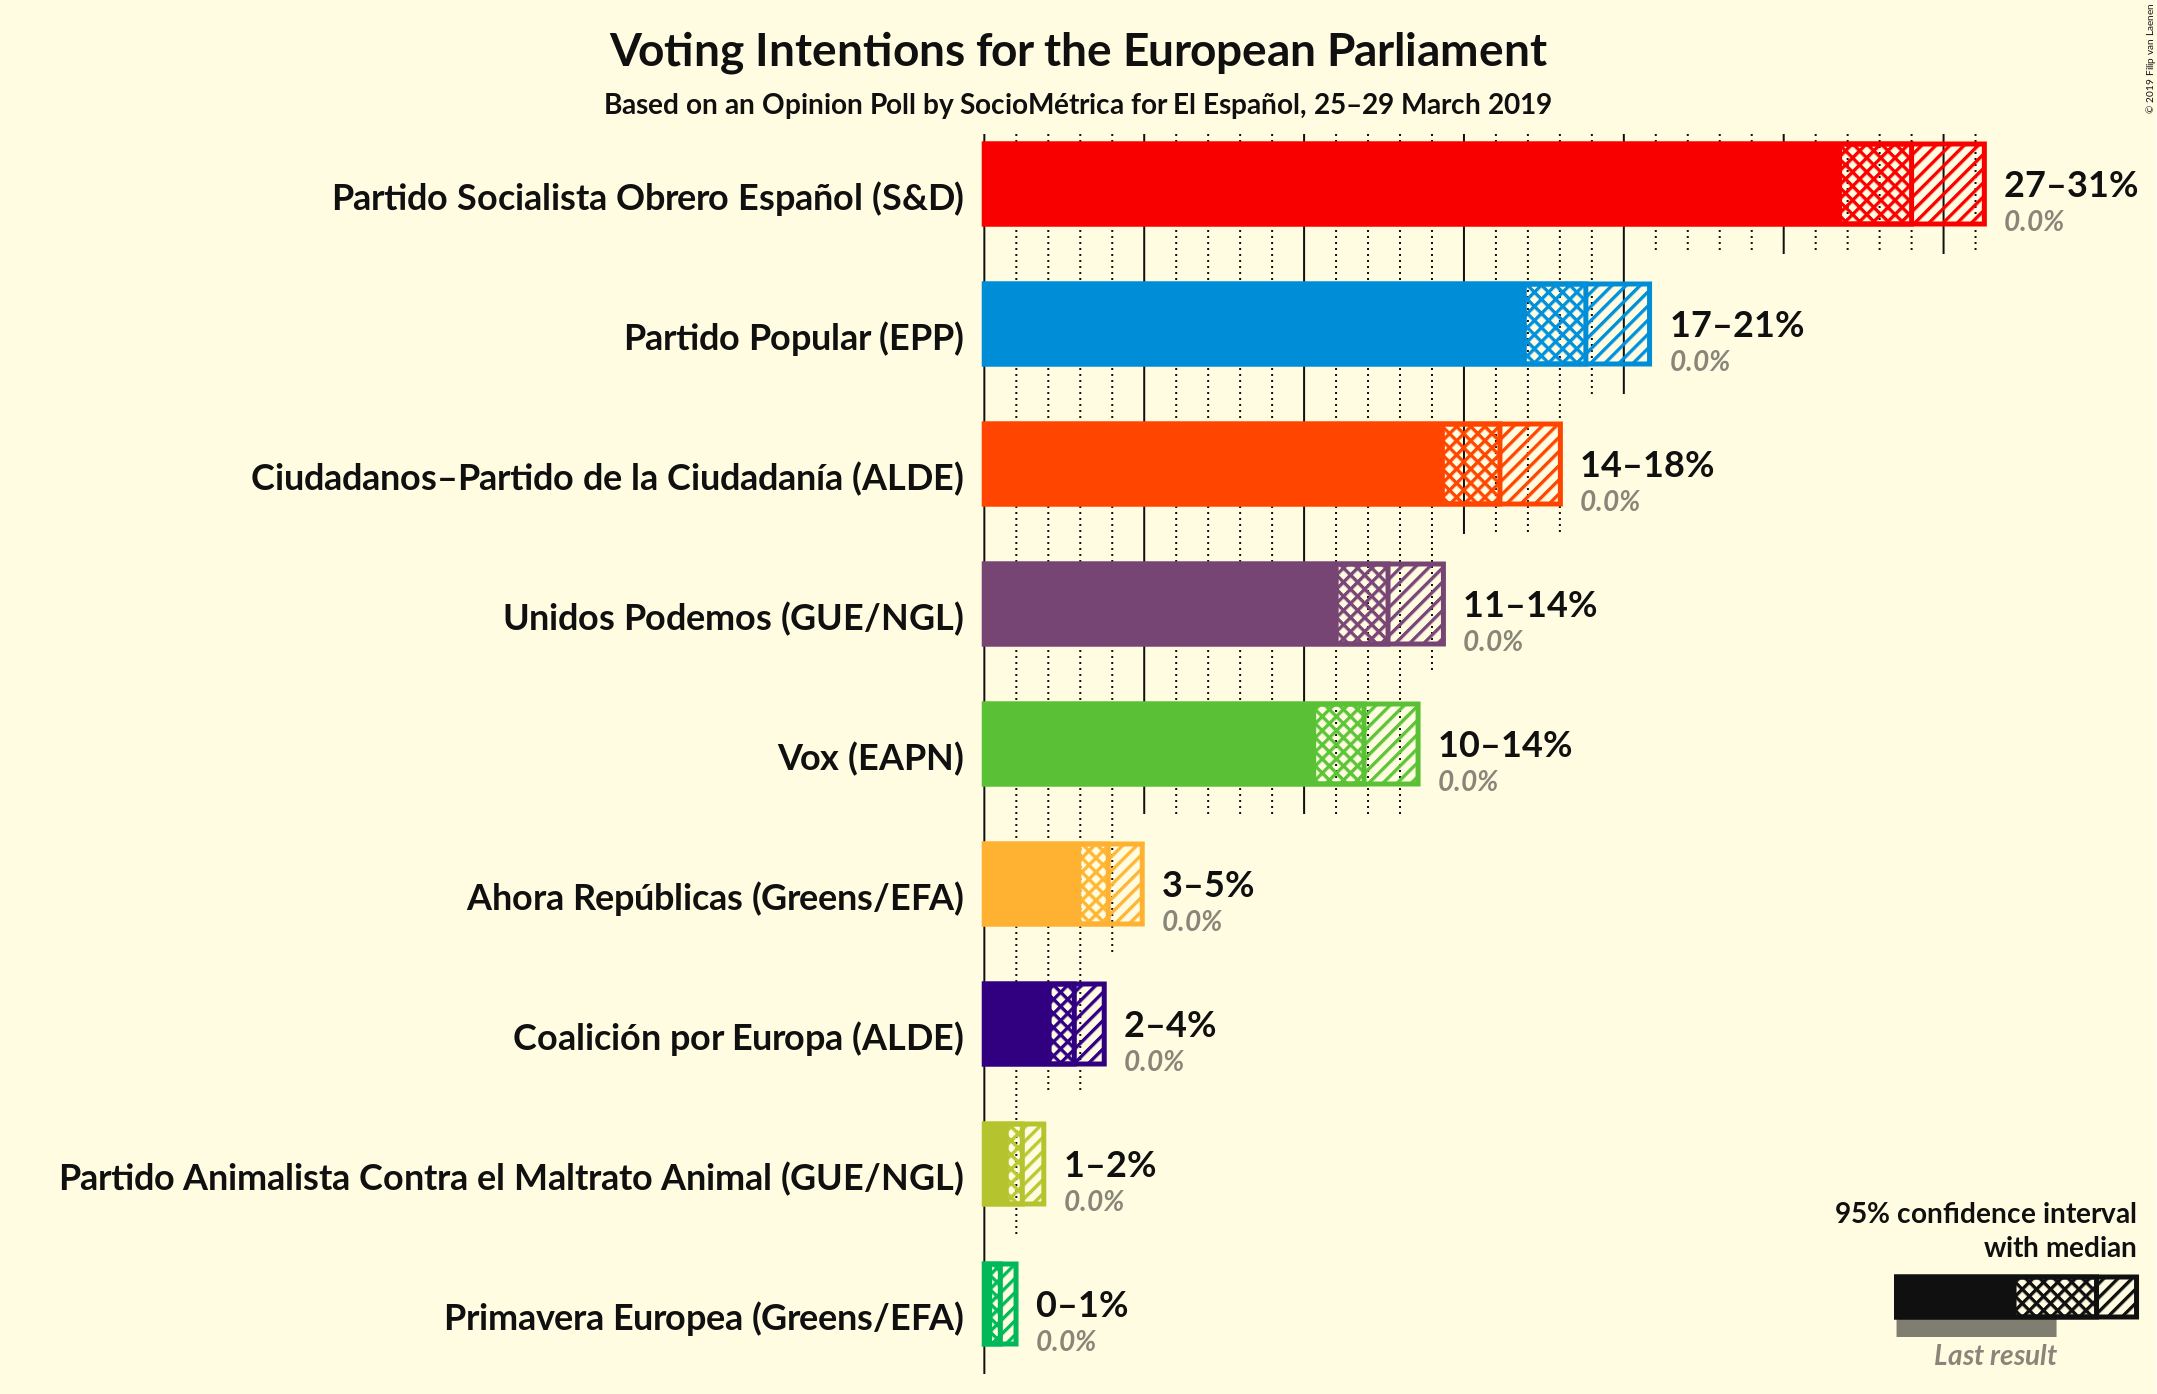 Voting Intentions for the European Parliament
Based on an Opinion Poll by SocioMétrica for El Español, 25–29 March 2019
© 2019 Filip van Laenen
Partido Socialista Obrero Español (S&D)
27–31%
0.0%
Partido Popular (EPP)
17–21%
0.0%
Ciudadanos–Partido de la Ciudadanía (ALDE)
14–18%
0.0%
Unidos Podemos (GUE/NGL)
11–14%
0.0%
Vox (EAPN)
10–14%
0.0%
Ahora Repúblicas (Greens/EFA)
3–5%
0.0%
Coalición por Europa (ALDE)
2–4%
0.0%
Partido Animalista Contra el Maltrato Animal (GUE/NGL)
1–2%
0.0%
Primavera Europea (Greens/EFA)
0–1%
0.0%
95% confidence interval
with median
Last result